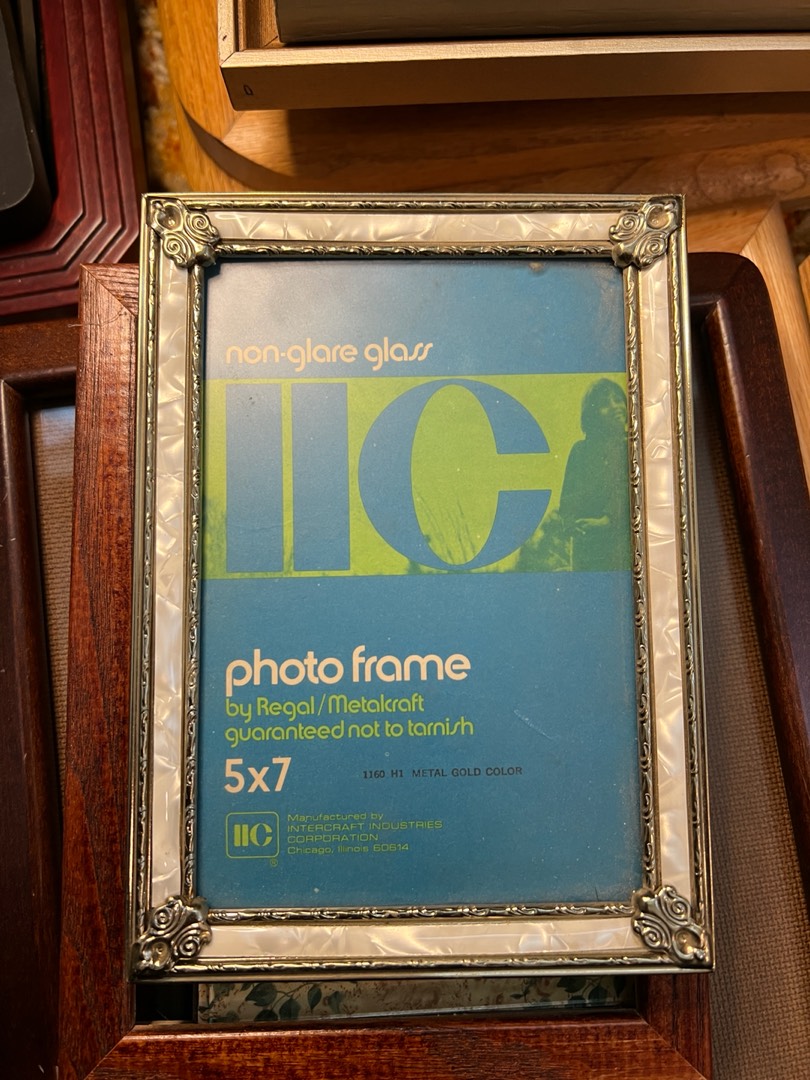 non-glare glass
IIC
photo frame
by Regal/Metalcraft
guaranteed not to tarnish
5x7
1160 H1 METAL GOLD COLOR
IIC
®
Manufactured by
INTERCRAFT INDUSTRIES
CORPORATION
Chicago, Illinois 60614